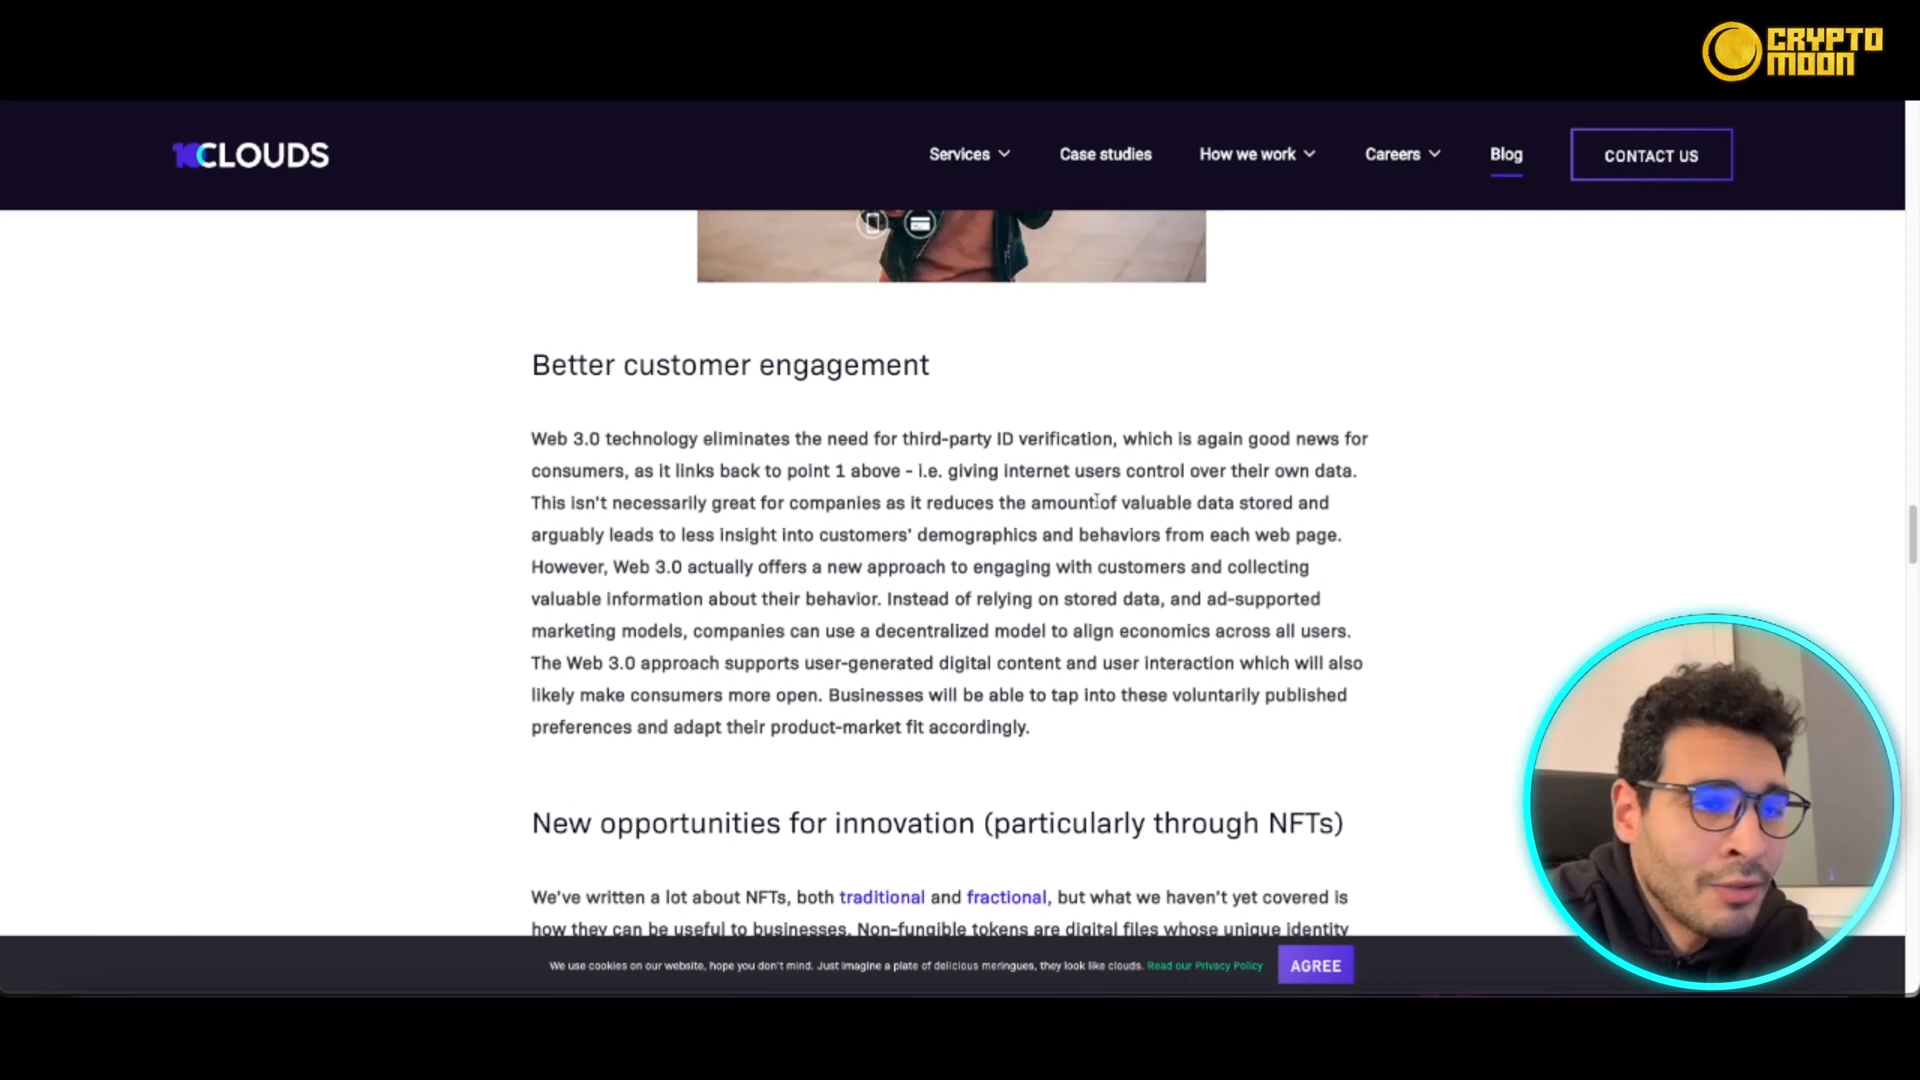 CRYPTO
MOON
10CLOUDS
Services
Case studies
How we work
Careers
Blog
CONTACT US
Better customer engagement
Web 3.0 technology eliminates the need for third-party ID verification, which is again good news for
consumers, as it links back to point 1 above - i.e. giving internet users control over their own data.
This isn't necessarily great for companies as it reduces the amount of valuable data stored and
arguably leads to less insight into customers' demographics and behaviors from each web page.
However, Web 3.0 actually offers a new approach to engaging with customers and collecting
valuable information about their behavior. Instead of relying on stored data, and ad-supported
marketing models, companies can use a decentralized model to align economics across all users.
The Web 3.0 approach supports user-generated digital content and user interaction which will also
likely make consumers more open. Businesses will be able to tap into these voluntarily published
preferences and adapt their product-market fit accordingly.
New opportunities for innovation (particularly through NFTs)
We've written a lot about NFTs, both traditional and fractional, but what we haven't yet covered is
how they can be useful to businesses. Non-fungible tokens are digital files whose unique identity
We use cookies on our website, hope you don't mind. Just imagine a plate of delicious meringues, they look like clouds. Read our Privacy Policy
AGREE